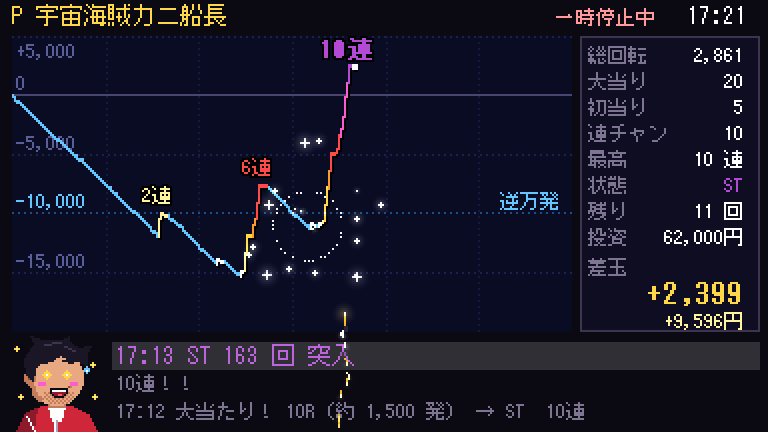 P 宇宙海賊カニ船長
一時停止中 17:21
+5,000
0
-5,000
-10,000
-15,000
2連
6連
10連
逆万発
総回転 2,861
大当り 20
初当り 5
連チャン 10
最高 10 連
状態 ST
残り 11 回
投資 62,000円
差玉
+2,399
+9,596円
17:13 ST 163 回 突入
10連！！
17:12 大当たり！ 10R (約 1,500 発) → ST 10連